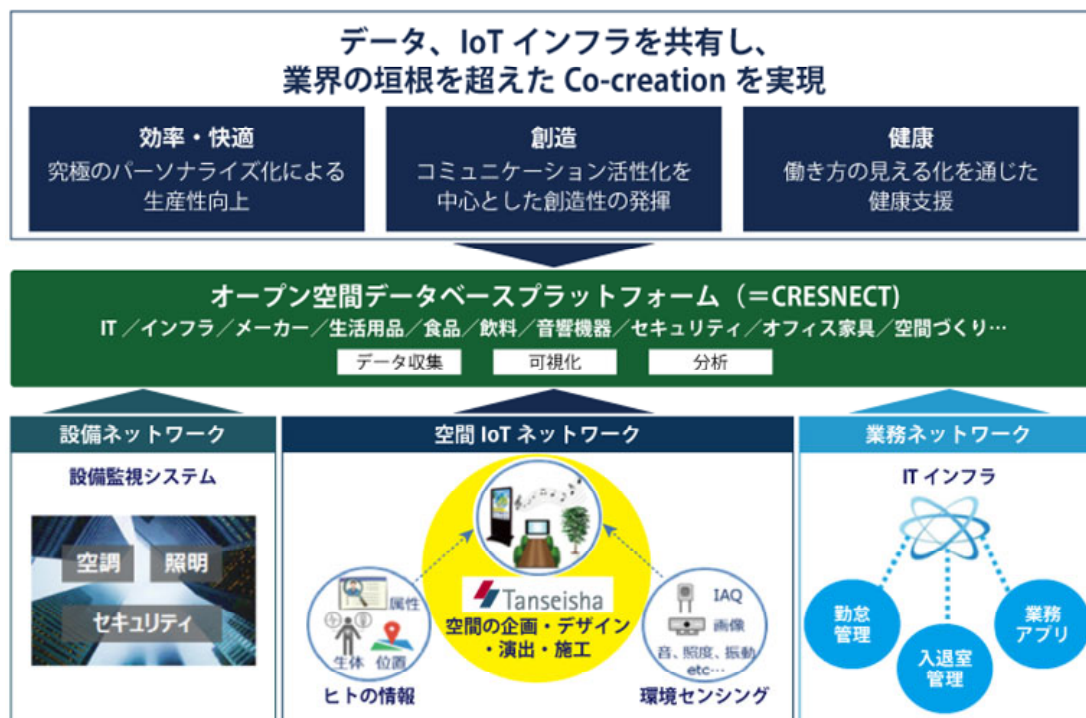 データ、IoT インフラを共有し、
業界の垣根を超えた Co-creation を実現
効率・快適
究極のパーソナライズ化による
生産性向上
創造
コミュニケーション活性化を
中心とした創造性の発揮
健康
働き方の見える化を通じた
健康支援
オープン空間データベースプラットフォーム（＝CRESNECT)
IT ／インフラ／メーカー／生活用品／食品／飲料／音響機器／セキュリティ／オフィス家具／空間づくり…
データ収集
可視化
分析
設備ネットワーク
設備監視システム
空調
照明
セキュリティ
空間 IoT ネットワーク
属性
生体
位置
ヒトの情報
Tanseisha
空間の企画・デザイン
・演出・施工
IAQ
画像
音、照度、振動
etc…
環境センシング
業務ネットワーク
IT インフラ
勤怠
管理
入退室
管理
業務
アプリ